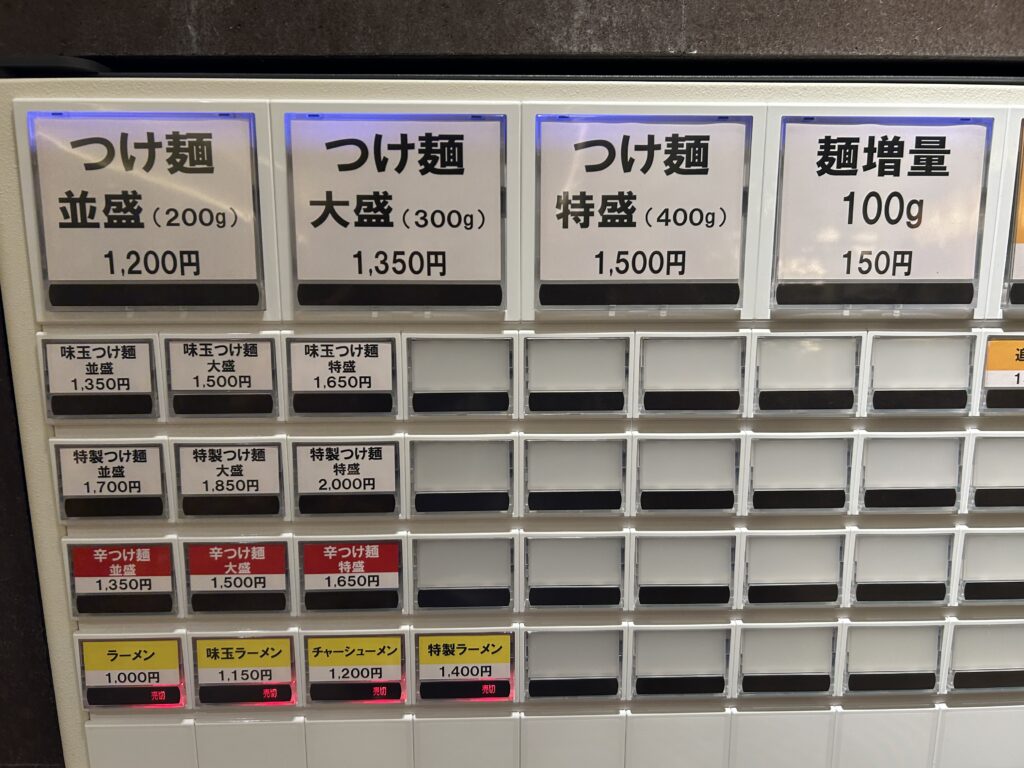 つけ麺
並盛(200g)
1,200円
つけ麺
大盛(300g)
1,350円
つけ麺
特盛(400g)
1,500円
麺増量
100g
150円
味玉つけ麺
並盛
1,350円
味玉つけ麺
大盛
1,500円
味玉つけ麺
特盛
1,650円
追
1
特製つけ麺
並盛
1,700円
特製つけ麺
大盛
1,850円
特製つけ麺
特盛
2,000円
辛つけ麺
並盛
1,350円
辛つけ麺
大盛
1,500円
辛つけ麺
特盛
1,650円
ラーメン
1,000円
売切
味玉ラーメン
1,150円
売切
チャーシューメン
1,200円
売切
特製ラーメン
1,400円
売切